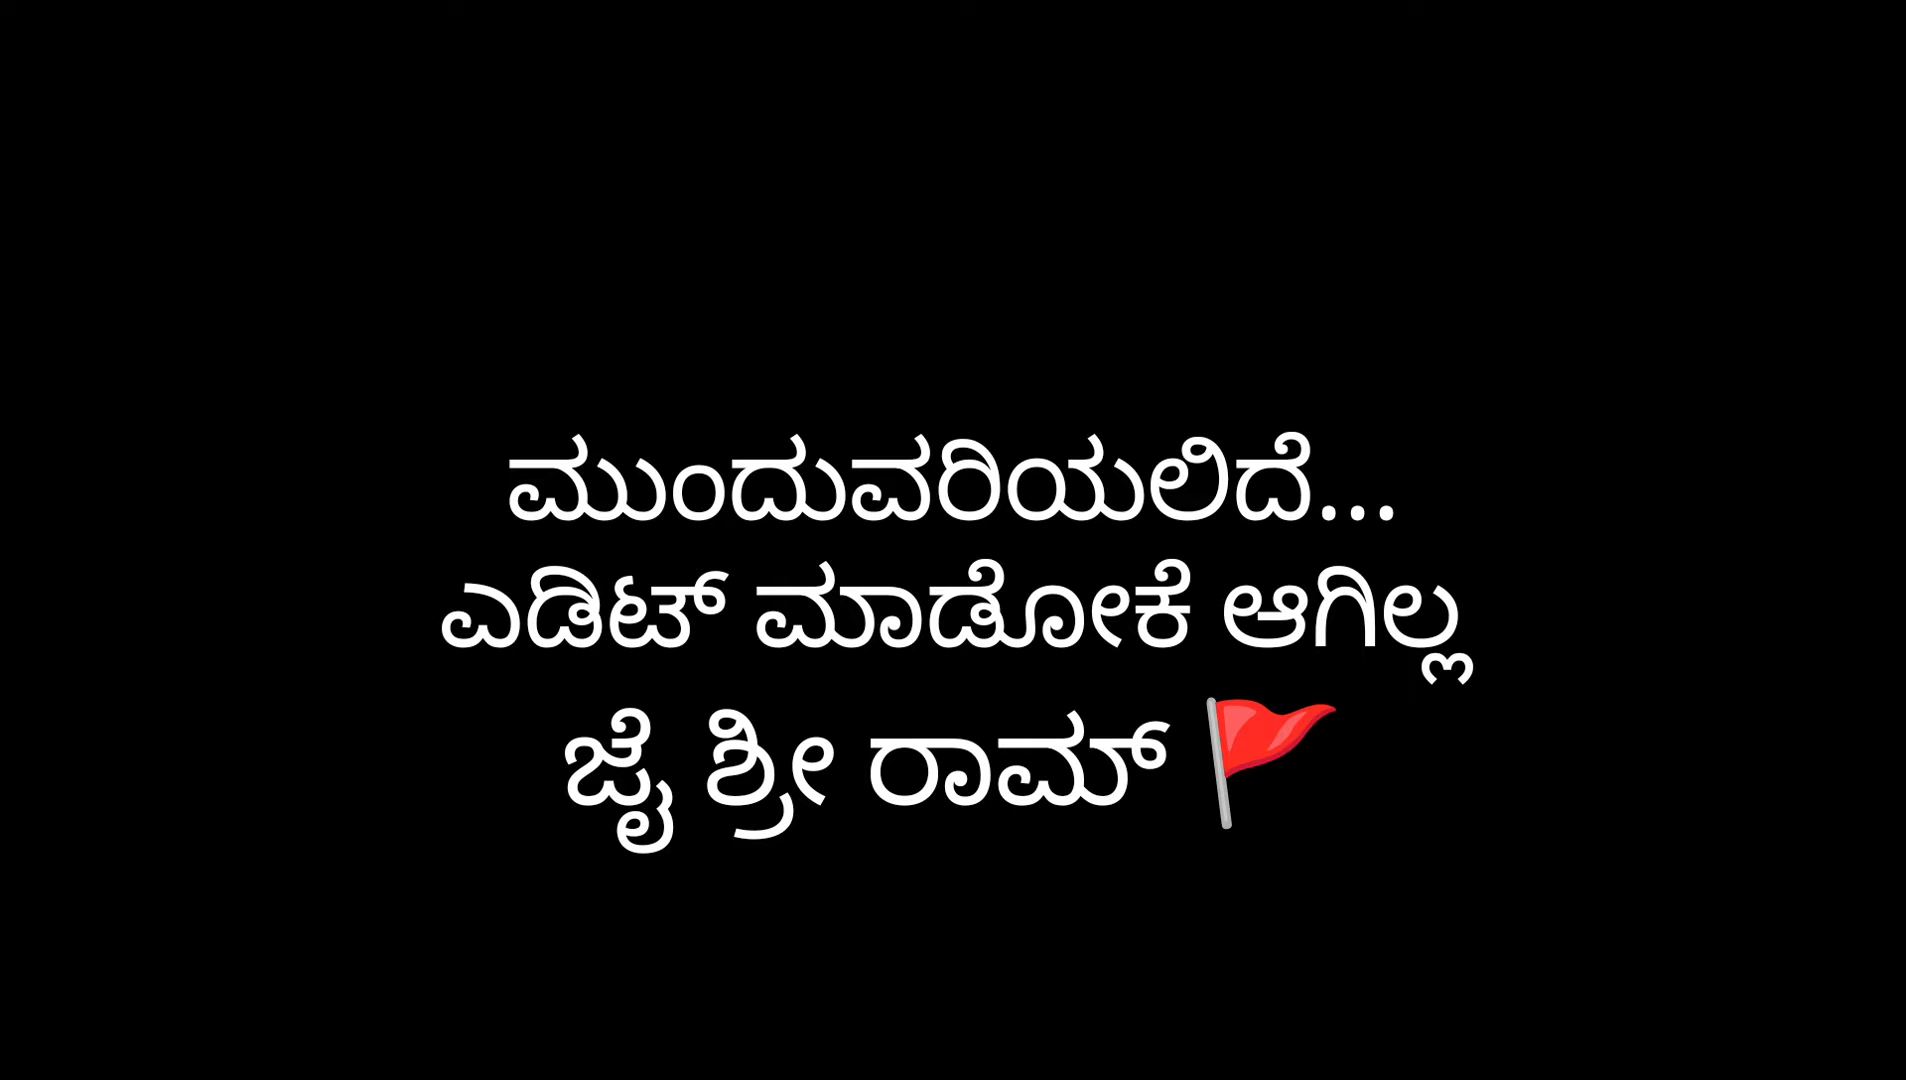 ಮುಂದುವರಿಯಲಿದೆ...
ಎಡಿಟ್ ಮಾಡೋಕೆ ಆಗಿಲ್ಲ
ಜೈ ಶ್ರೀ ರಾಮ್ 🚩